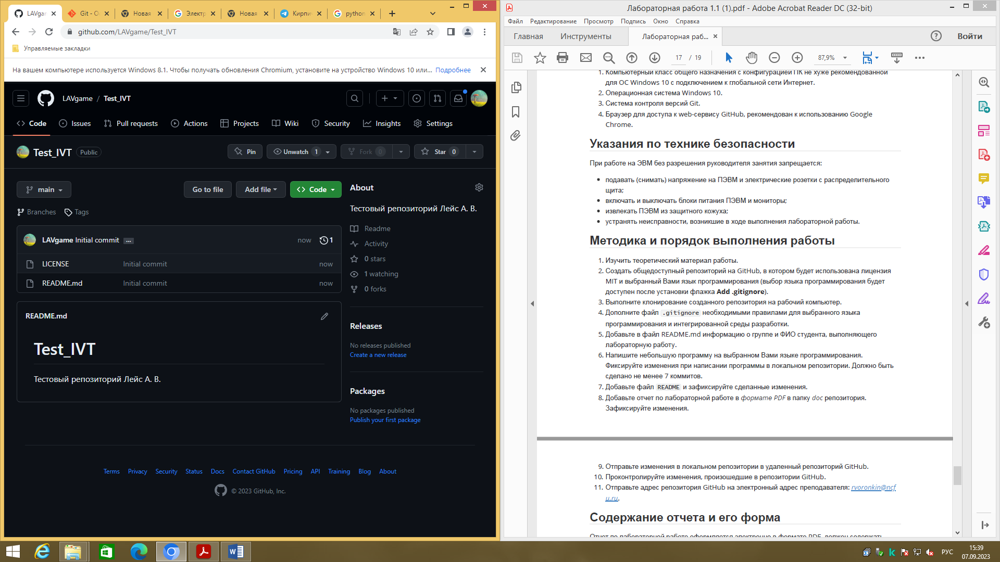 LAVgar
Git - O
Новая
Электр
Новая
Кирпич
python
github.com/LAVgame/Test_IVT
Управляемые закладки
На вашем компьютере используется Windows 8.1. Чтобы получать обновления Chromium, установите на устройство Windows 10 или... Подробнее
LAVgame / Test_IVT
Code Issues Pull requests Actions Projects Wiki Security Insights Settings
Test_IVT Public
Pin Unwatch 1 Fork 0 Star 0
main Go to file Add file Code
Branches Tags
LAVgame Initial commit ... now 1
LICENSE Initial commit now
README.md Initial commit now
README.md
Test_IVT
Тестовый репозиторий Лейс А. В.
About
Тестовый репозиторий Лейс А. В.
Readme
Activity
0 stars
1 watching
0 forks
Releases
No releases published
Create a new release
Packages
No packages published
Publish your first package
Terms Privacy Security Status Docs Contact GitHub Pricing API Training Blog About
© 2023 GitHub, Inc.
Лабораторная работа 1.1 (1).pdf - Adobe Acrobat Reader DC (32-bit)
Файл Редактирование Просмотр Подпись Окно Справка
Главная Инструменты Лабораторная раб... Войти
17 / 19 87,9%
1. Компьютерный класс общего назначения с конфигурацией ПК не хуже рекомендованной
для ОС Windows 10 с подключением к глобальной сети Интернет.
2. Операционная система Windows 10.
3. Система контроля версий Git.
4. Браузер для доступа к web-сервису GitHub, рекомендован к использованию Google
Chrome.
Указания по технике безопасности
При работе на ЭВМ без разрешения руководителя занятия запрещается:
• подавать (снимать) напряжение на ПЭВМ и электрические розетки с распределительного
щита;
• включать и выключать блоки питания ПЭВМ и мониторы;
• извлекать ПЭВМ из защитного кожуха;
• устранять неисправности, возникшие в ходе выполнения лабораторной работы.
Методика и порядок выполнения работы
1. Изучить теоретический материал работы.
2. Создать общедоступный репозиторий на GitHub, в котором будет использована лицензия
MIT и выбранный Вами язык программирования (выбор языка программирования будет
доступен после установки флажка Add .gitignore).
3. Выполните клонирование созданного репозитория на рабочий компьютер.
4. Дополните файл .gitignore необходимыми правилами для выбранного языка
программирования и интегрированной среды разработки.
5. Добавьте в файл README.md информацию о группе и ФИО студента, выполняющего
лабораторную работу.
6. Напишите небольшую программу на выбранном Вами языке программирования.
Фиксируйте изменения при написании программы в локальном репозитории. Должно быть
сделано не менее 7 коммитов.
7. Добавьте файл README и зафиксируйте сделанные изменения.
8. Добавьте отчет по лабораторной работе в формате PDF в папку doc репозитория.
Зафиксируйте изменения.
9. Отправьте изменения в локальном репозитории в удаленный репозиторий GitHub.
10. Проконтролируйте изменения, произошедшие в репозитории GitHub.
11. Отправьте адрес репозитория GitHub на электронный адрес преподавателя: rvoronkin@ncf
u.ru.
Содержание отчета и его форма
Отчет по лабораторной работе оформляется электронно в формате PDF, должен содержать
РУС
15:39
07.09.2023